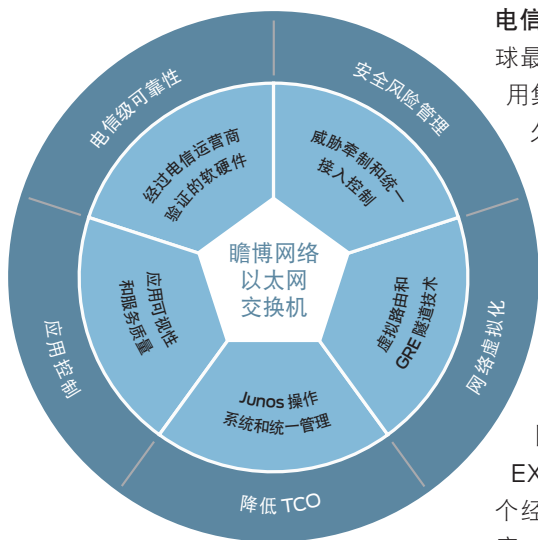 电信级可靠性
安全风险管理
网络虚拟化
降低 TCO
应用控制
经过电信运营商
验证的软硬件
威胁牵制和统一
接入控制
虚拟路由和
GRE 隧道技术
Junos 操作
系统和统一管理
应用可视性
和服务质量
瞻博网络
以太网
交换机
电信
球最
用集
EX
个经